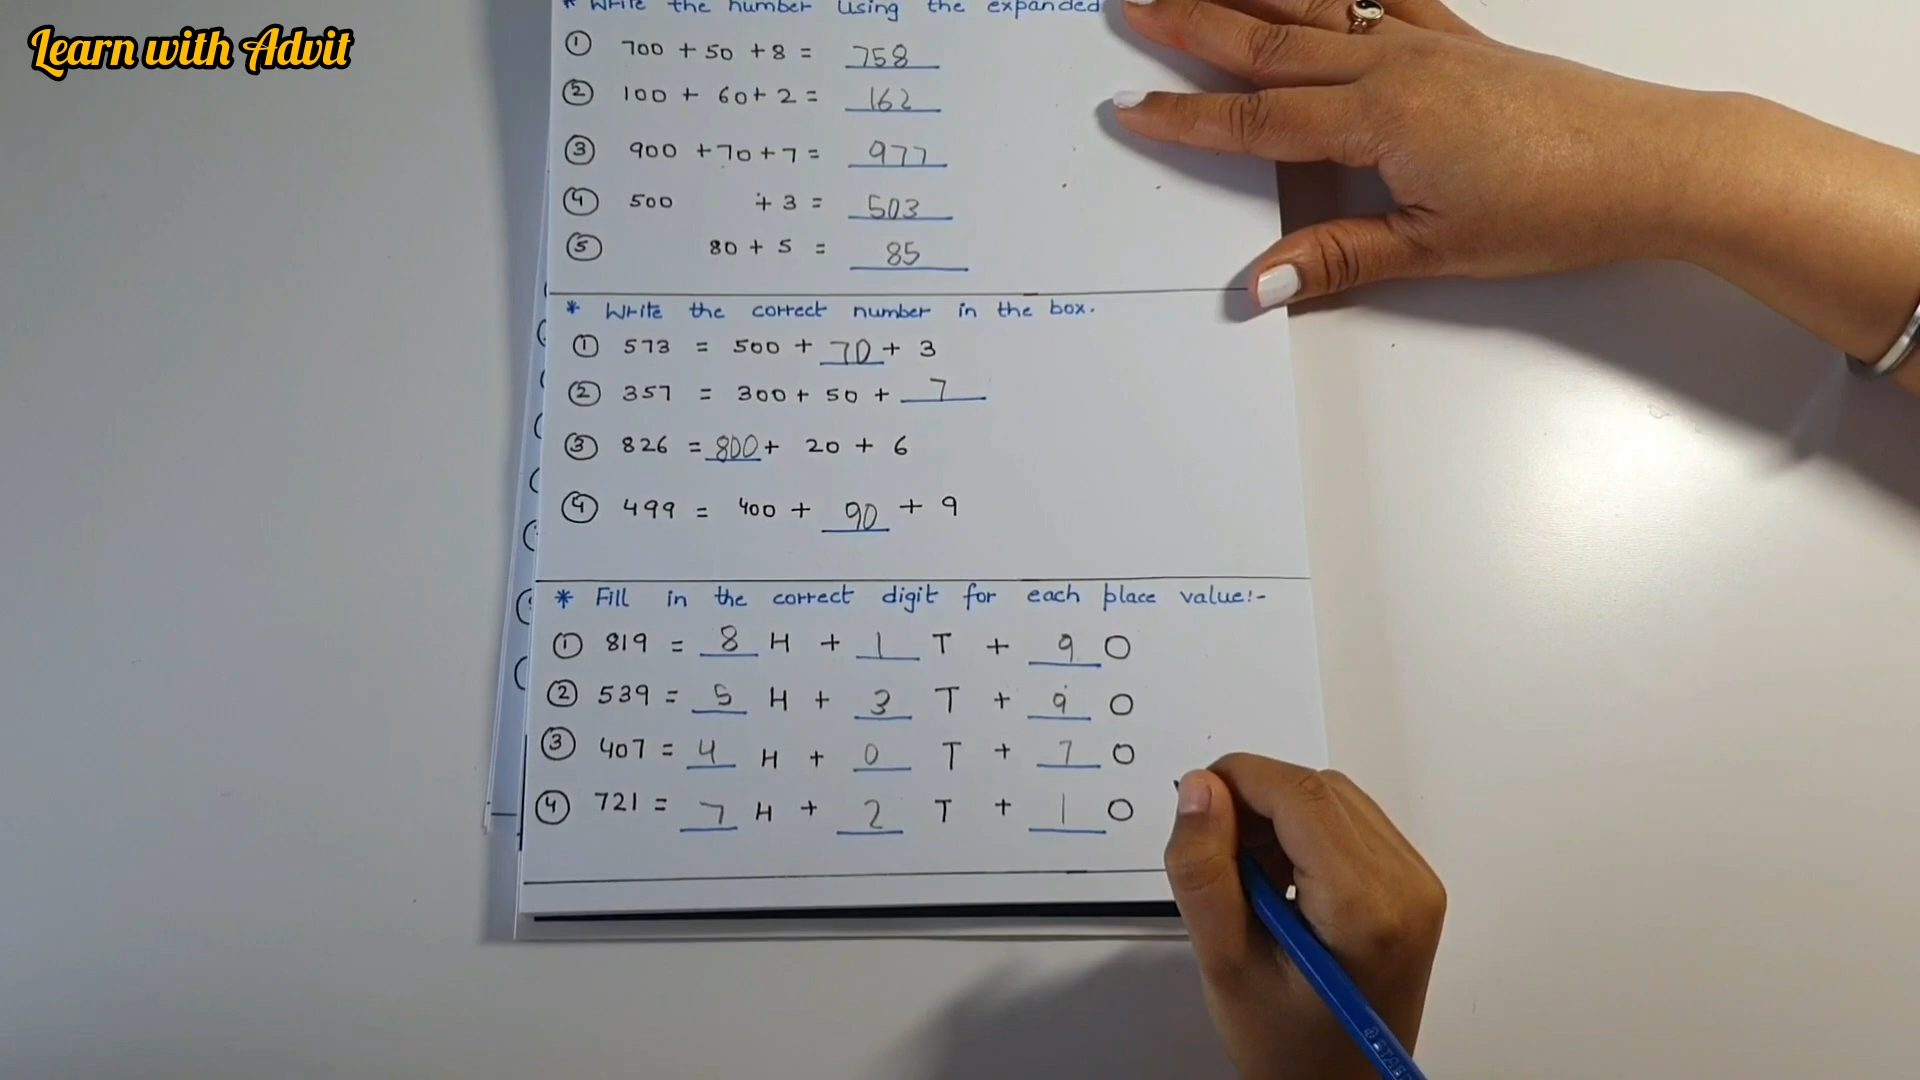 Learn with Advit
* Write the number using the expanded
① 700 + 50 + 8 = 758
② 100 + 60 + 2 = 162
③ 900 + 70 + 7 = 977
④ 500 + 3 = 503
⑤ 80 + 5 = 85
* Write the correct number in the box.
① 573 = 500 + 70 + 3
② 357 = 300 + 50 + 7
③ 826 = 800 + 20 + 6
④ 499 = 400 + 90 + 9
* Fill in the correct digit for each place value:-
① 819 = 8 H + 1 T + 9 O
② 539 = 5 H + 3 T + 9 O
③ 407 = 4 H + 0 T + 7 O
④ 721 = 7 H + 2 T + 1 O